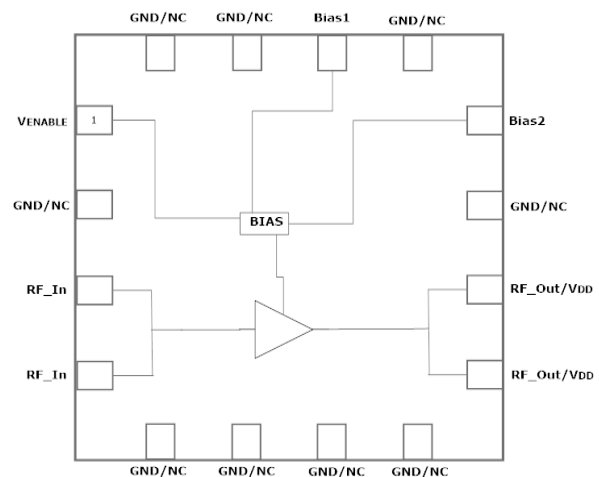 GND/NC GND/NC Bias1 GND/NC
VENABLE 1 Bias2
GND/NC GND/NC
BIAS
RF_In RF_Out/VDD
RF_In RF_Out/VDD
GND/NC GND/NC GND/NC GND/NC